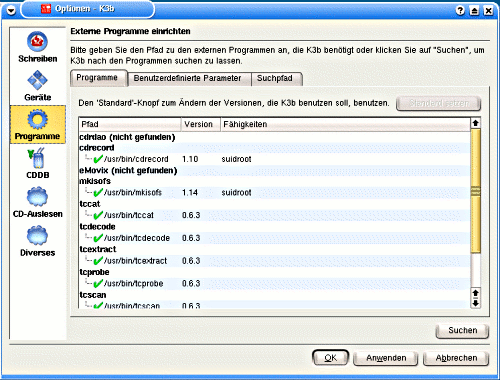 Optionen - K3b
Externe Programme einrichten
Bitte geben Sie den Pfad zu den externen Programmen an, die K3b benötigt oder klicken Sie auf "Suchen", um
K3b nach den Programmen suchen zu lassen.
Schreiben
Geräte
Programme
CDDB
CD-Auslesen
Diverses
Programme Benutzerdefinierte Parameter Suchpfad
Den 'Standard'-Knopf zum Ändern der Versionen, die K3b benutzen soll, benutzen. Standard setzen
Pfad Version Fähigkeiten
cdrdao (nicht gefunden)
cdrecord
/usr/bin/cdrecord 1.10 suidroot
eMovix (nicht gefunden)
mkisofs
/usr/bin/mkisofs 1.14 suidroot
tccat
/usr/bin/tccat 0.6.3
tcdecode
/usr/bin/tcdecode 0.6.3
tcextract
/usr/bin/tcextract 0.6.3
tcprobe
/usr/bin/tcprobe 0.6.3
tcscan
/usr/bin/tcscan 0.6.3
Suchen
OK Anwenden Abbrechen